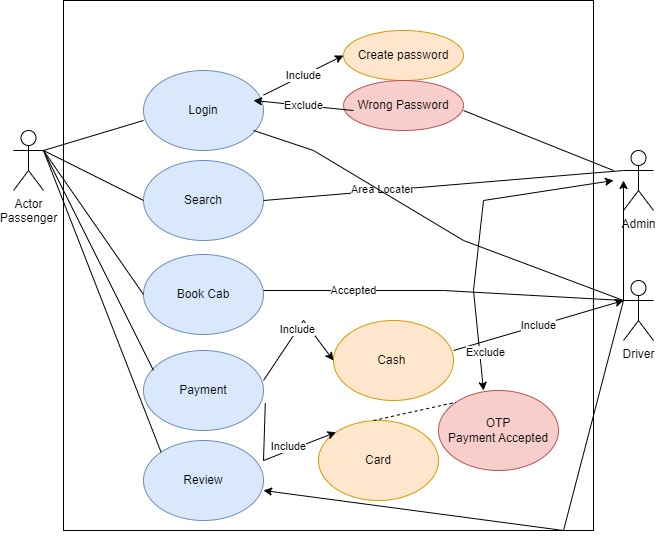 Create password
Include
Login
Exclude
Wrong Password
Search
Area Locater
Actor
Passenger
Admin
Book Cab
Accepted
Include
Cash
Include
Driver
Exclude
Payment
OTP
Payment Accepted
Include
Card
Review